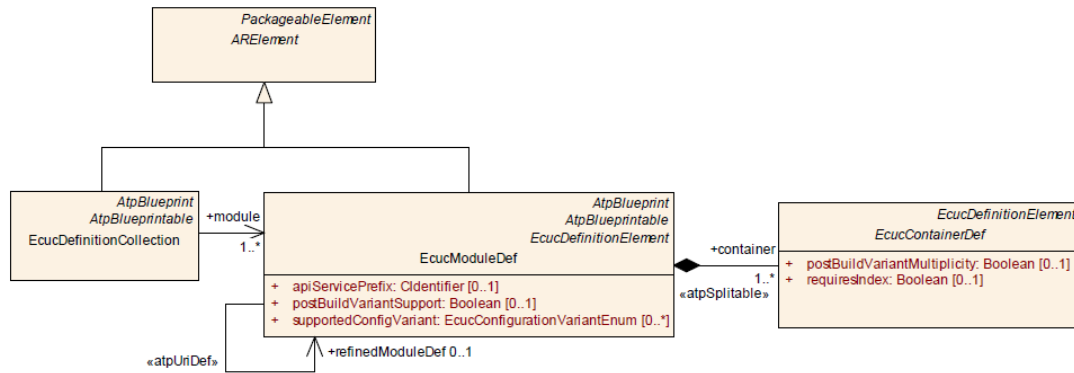 PackageableElement
ARElement
AtpBlueprint
AtpBlueprintable
EcucDefinitionCollection
+module
1..*
AtpBlueprint
AtpBlueprintable
EcucDefinitionElement
EcucModuleDef
+ apiServicePrefix: CIdentifier [0..1]
+ postBuildVariantSupport: Boolean [0..1]
+ supportedConfigVariant: EcucConfigurationVariantEnum [0..*]
+container
1..*
«atpSplitable»
EcucDefinitionElement
EcucContainerDef
+ postBuildVariantMultiplicity: Boolean [0..1]
+ requiresIndex: Boolean [0..1]
«atpUriDef»
+refinedModuleDef 0..1